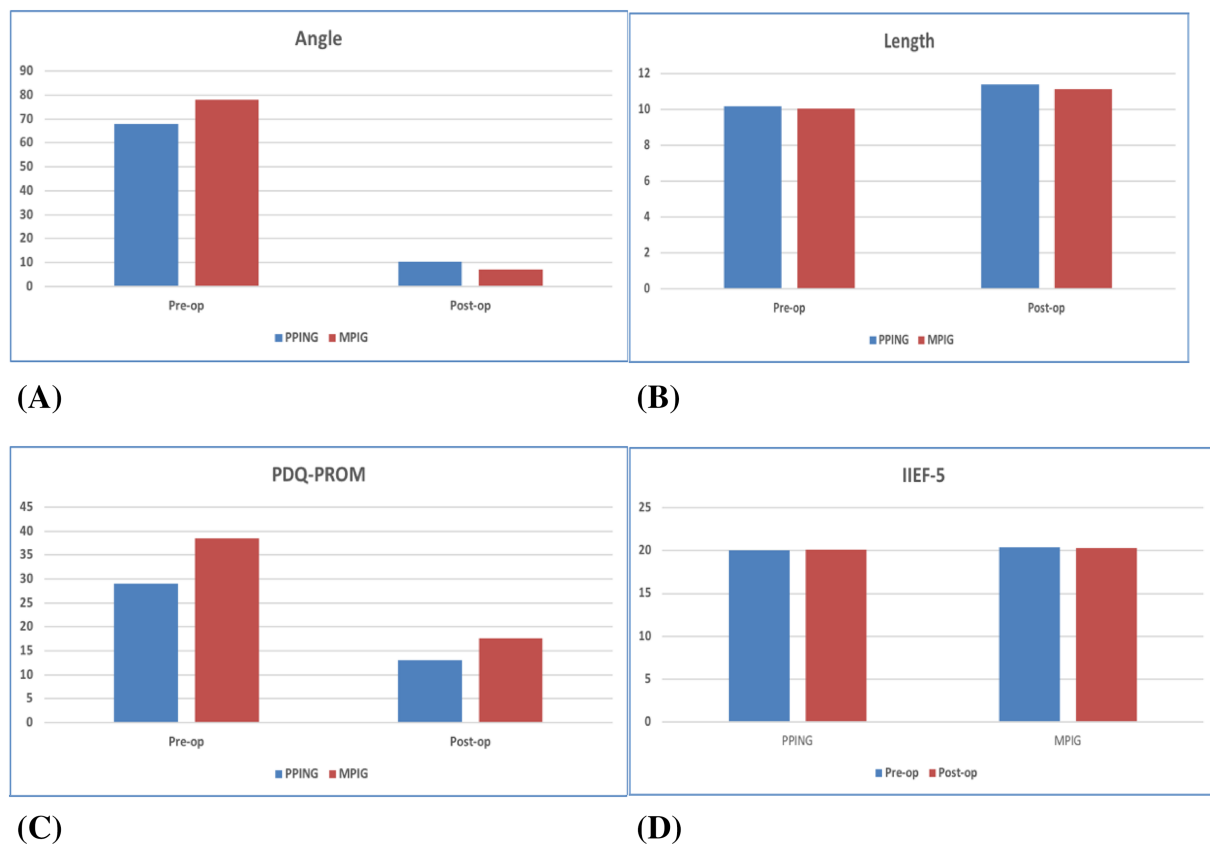 Angle
90
80
70
60
50
40
30
20
10
0
Pre-op Post-op
PPING MPIG
(A)
Length
12
10
8
6
4
2
0
Pre-op Post-op
PPING MPIG
(B)
PDQ-PROM
45
40
35
30
25
20
15
10
5
0
Pre-op Post-op
PPING MPIG
(C)
IIEF-5
25
20
15
10
5
0
PPING MPIG
Pre-op Post-op
(D)